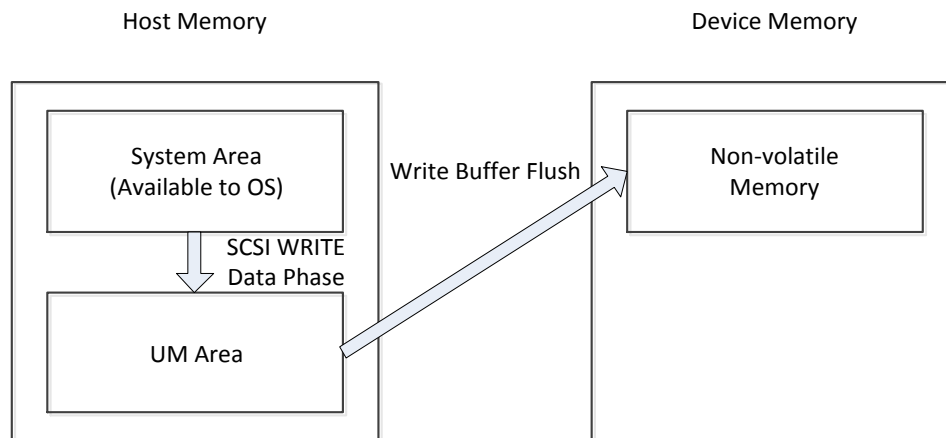 Host Memory
Device Memory
System Area
(Available to OS)
Write Buffer Flush
Non-volatile
Memory
SCSI WRITE
Data Phase
UM Area